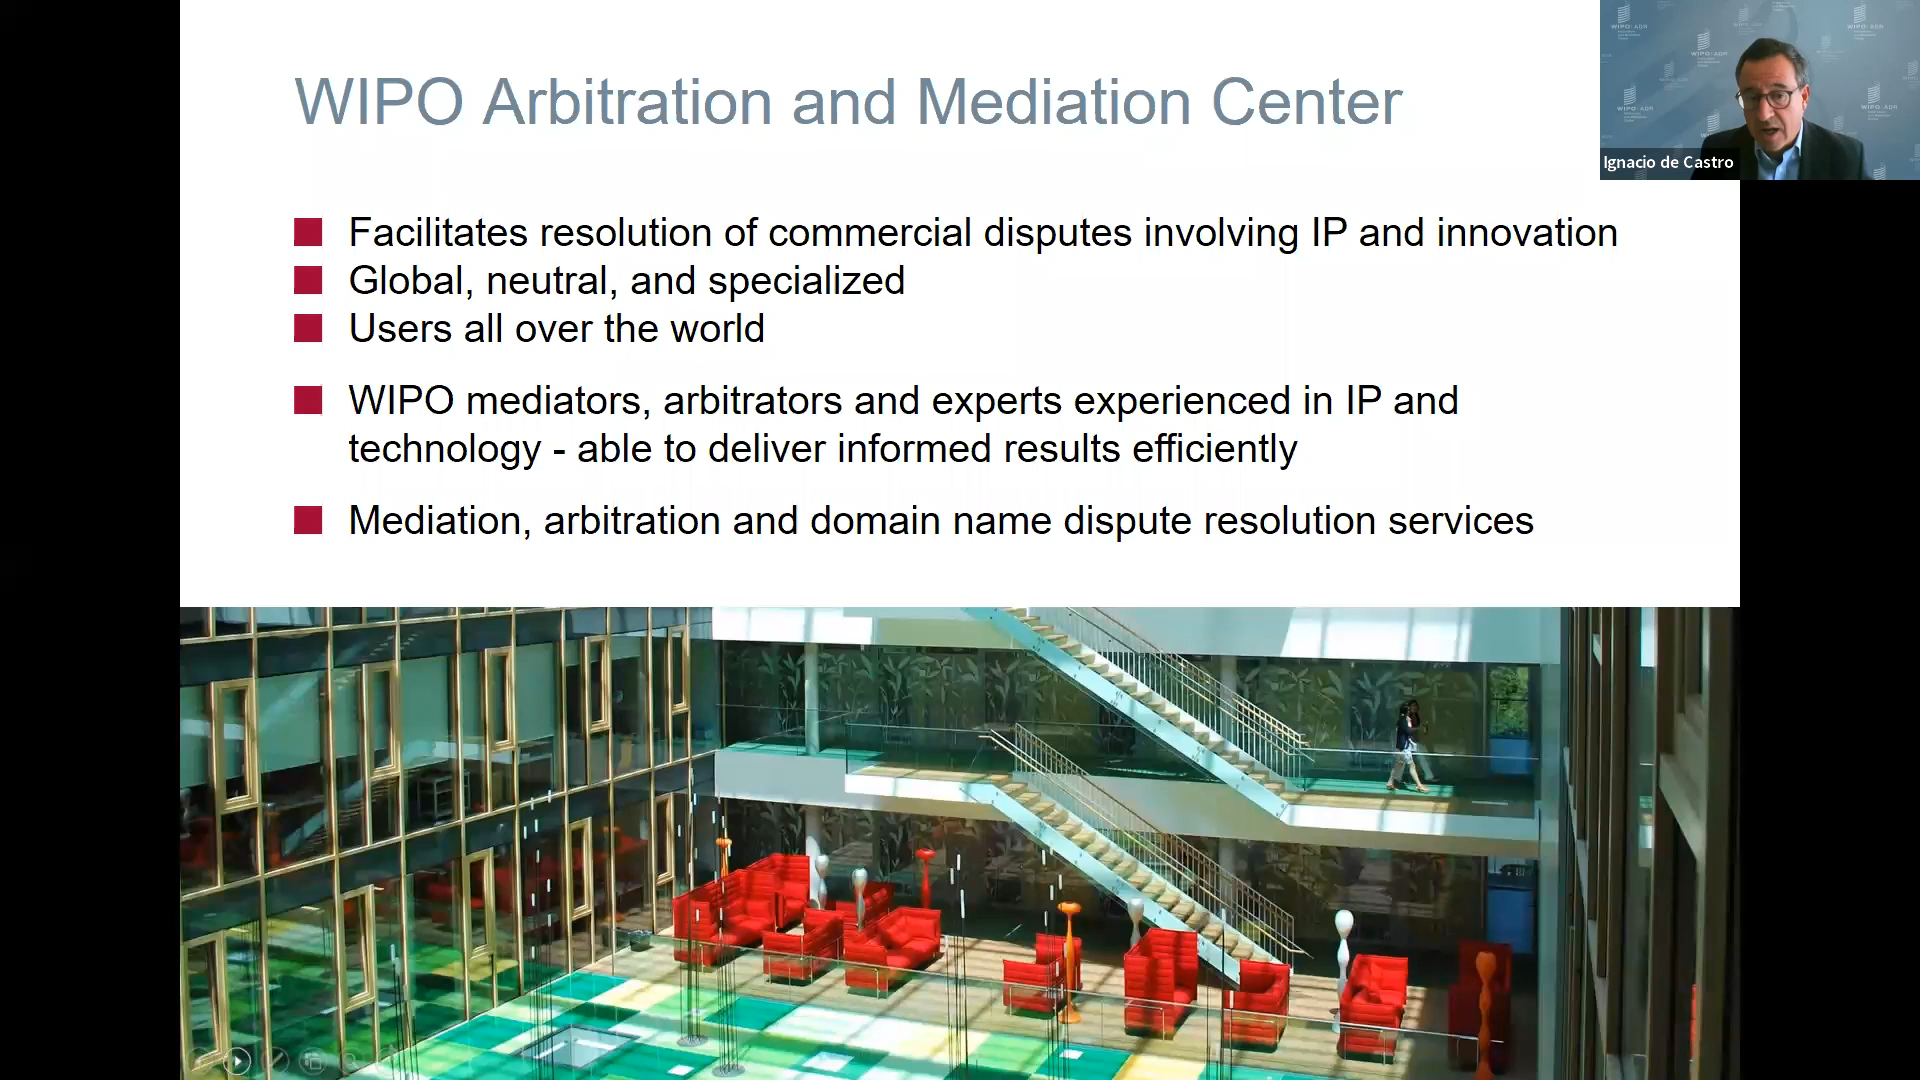 WIPO Arbitration and Mediation Center
Ignacio de Castro
Facilitates resolution of commercial disputes involving IP and innovation
Global, neutral, and specialized
Users all over the world
WIPO mediators, arbitrators and experts experienced in IP and
technology - able to deliver informed results efficiently
Mediation, arbitration and domain name dispute resolution services